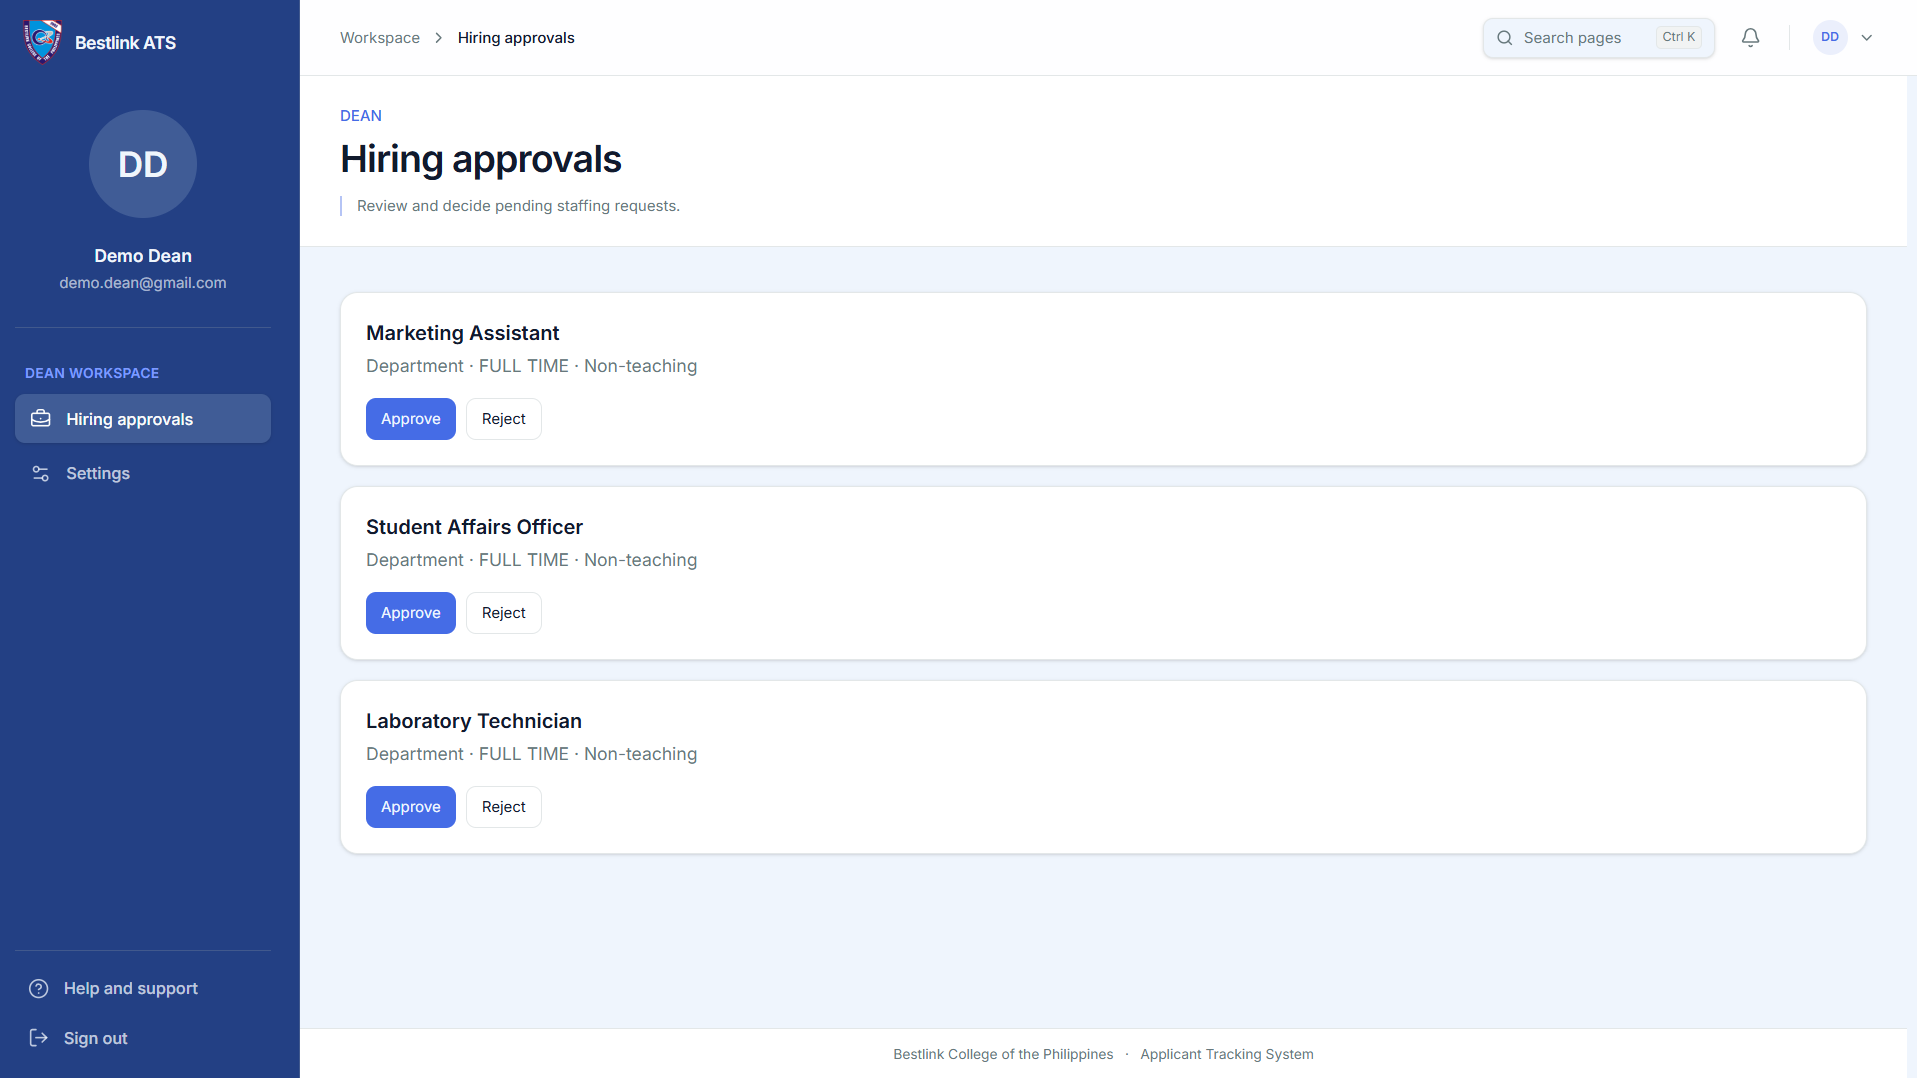 Bestlink ATS
DD
Demo Dean
demo.dean@gmail.com
DEAN WORKSPACE
Hiring approvals
Settings
Help and support
Sign out
Workspace > Hiring approvals
Search pages
Ctrl K
DD
DEAN
Hiring approvals
Review and decide pending staffing requests.
Marketing Assistant
Department · FULL TIME · Non-teaching
Approve
Reject
Student Affairs Officer
Department · FULL TIME · Non-teaching
Approve
Reject
Laboratory Technician
Department · FULL TIME · Non-teaching
Approve
Reject
Bestlink College of the Philippines · Applicant Tracking System